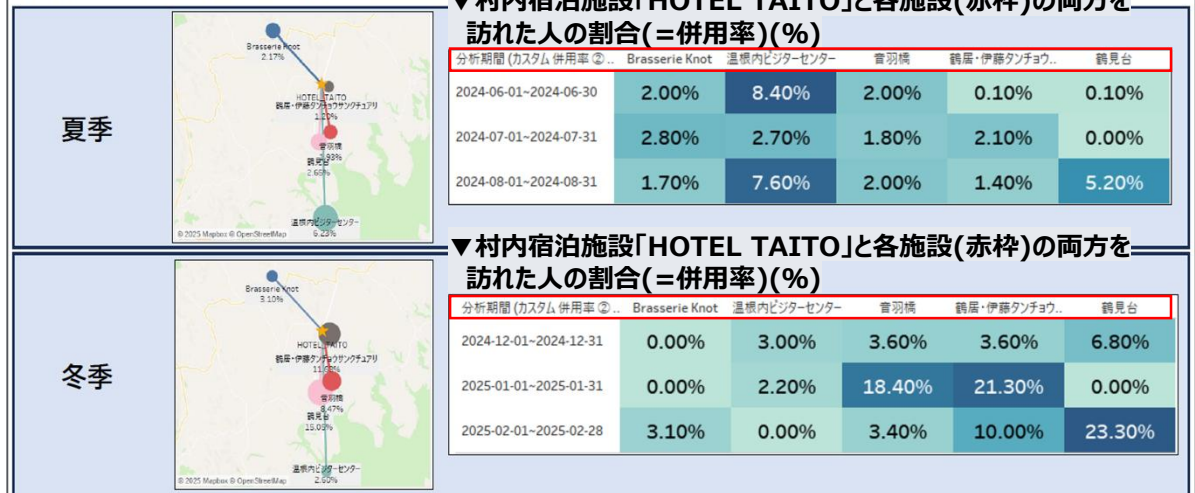 ▼村内宿泊施設「HOTEL TAITO」と各施設(赤枠)の両方を
訪れた人の割合(=併用率)(%)
夏季
Brasserie Knot
2.17%
HOTEL TAITO
鶴居・伊藤タンチョウサンクチュアリ
1.20%
音羽橋
1.93%
鶴見台
2.66%
温根内ビジターセンター
6.23%
© 2025 Mapbox © OpenStreetMap
分析期間 (カスタム 併用率 ② .. Brasserie Knot 温根内ビジターセンター 音羽橋 鶴居・伊藤タンチョウ.. 鶴見台
2024-06-01~2024-06-30 2.00% 8.40% 2.00% 0.10% 0.10%
2024-07-01~2024-07-31 2.80% 2.70% 1.80% 2.10% 0.00%
2024-08-01~2024-08-31 1.70% 7.60% 2.00% 1.40% 5.20%
▼村内宿泊施設「HOTEL TAITO」と各施設(赤枠)の両方を
訪れた人の割合(=併用率)(%)
冬季
Brasserie Knot
3.10%
HOTEL TAITO
鶴居・伊藤タンチョウサンクチュアリ
音羽橋
8.47%
鶴見台
15.05%
温根内ビジターセンター
2.60%
© 2025 Mapbox © OpenStreetMap
分析期間 (カスタム 併用率 ② .. Brasserie Knot 温根内ビジターセンター 音羽橋 鶴居・伊藤タンチョウ.. 鶴見台
2024-12-01~2024-12-31 0.00% 3.00% 3.60% 3.60% 6.80%
2025-01-01~2025-01-31 0.00% 2.20% 18.40% 21.30% 0.00%
2025-02-01~2025-02-28 3.10% 0.00% 3.40% 10.00% 23.30%